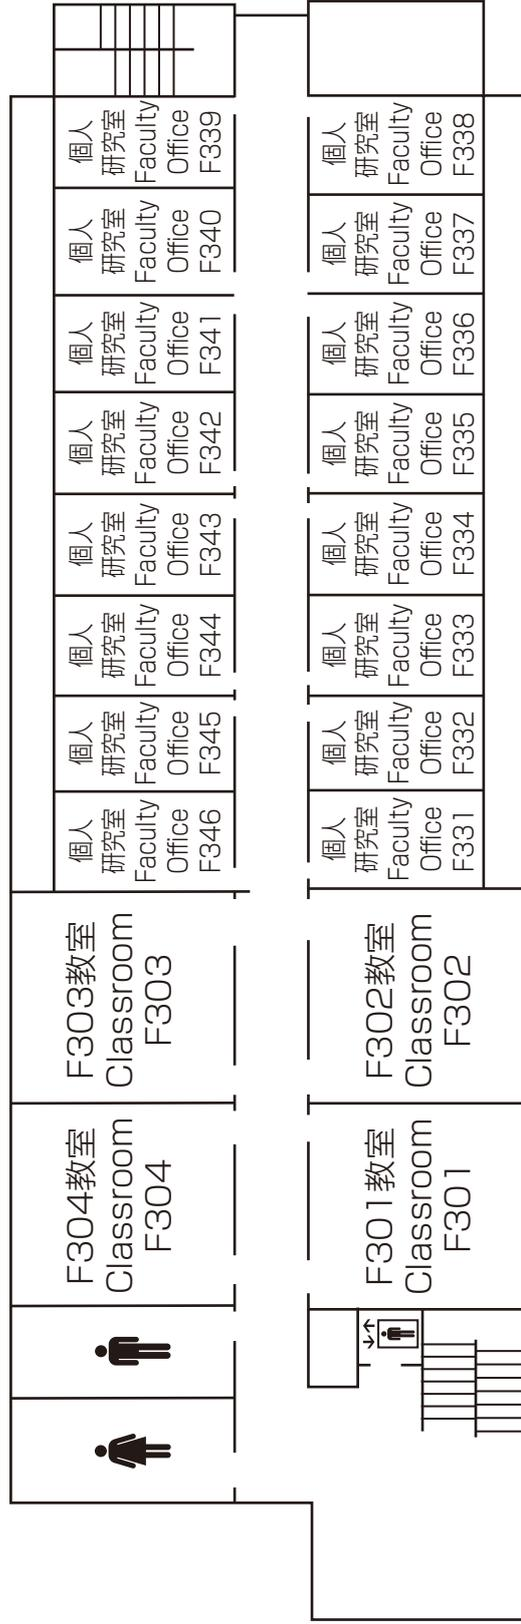 個人
研究室
Faculty
Office
F339
個人
研究室
Faculty
Office
F340
個人
研究室
Faculty
Office
F341
個人
研究室
Faculty
Office
F342
個人
研究室
Faculty
Office
F343
個人
研究室
Faculty
Office
F344
個人
研究室
Faculty
Office
F345
個人
研究室
Faculty
Office
F346
F303教室
Classroom
F303
F304教室
Classroom
F304
個人
研究室
Faculty
Office
F338
個人
研究室
Faculty
Office
F337
個人
研究室
Faculty
Office
F336
個人
研究室
Faculty
Office
F335
個人
研究室
Faculty
Office
F334
個人
研究室
Faculty
Office
F333
個人
研究室
Faculty
Office
F332
個人
研究室
Faculty
Office
F331
F302教室
Classroom
F302
F301教室
Classroom
F301